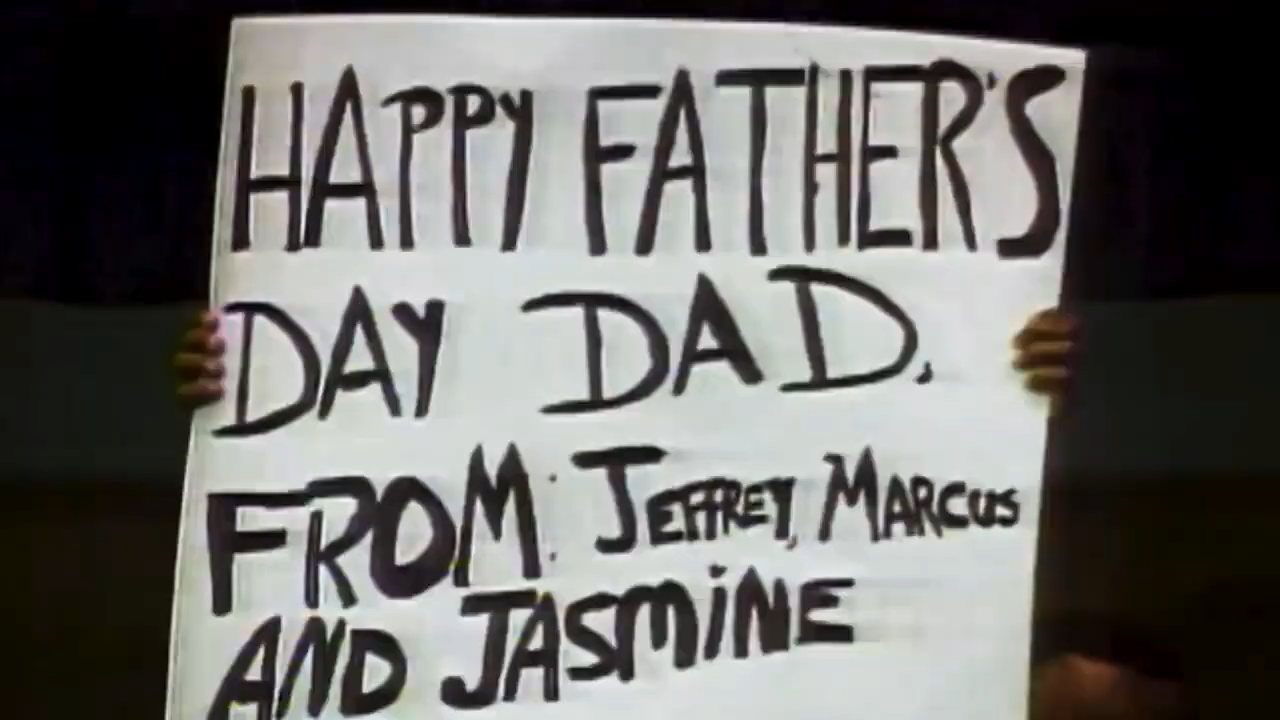 HAPPY FATHER'S
DAY DAD.
FROM: JEFFREY, MARCUS
AND JASMiNE